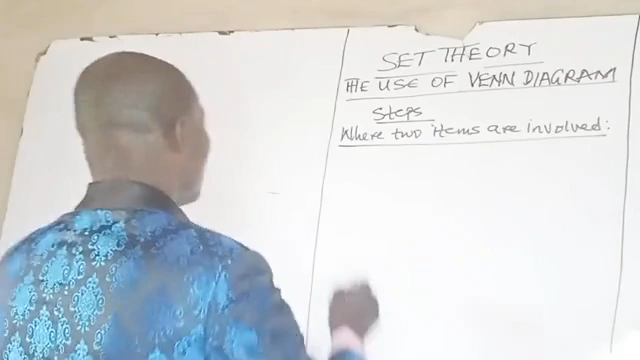 SET THEORY
THE USE OF VENN DIAGRAM
Steps
Where two items are involved: